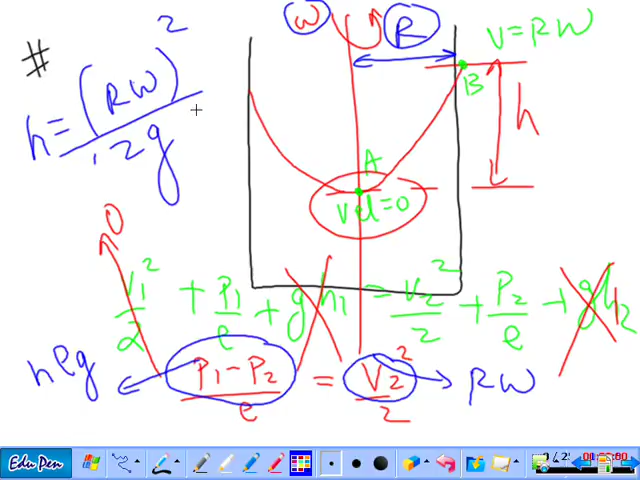 ω R v = RW
#
h = (RW)² / 2g
B
h
A
vel = 0
0
V₁²/2 + P₁/e + gh₁ = V₂²/2 + P₂/e + gh₂
heg ← P₁ - P₂ / e = V₂²/2 → RW
Edu Pen